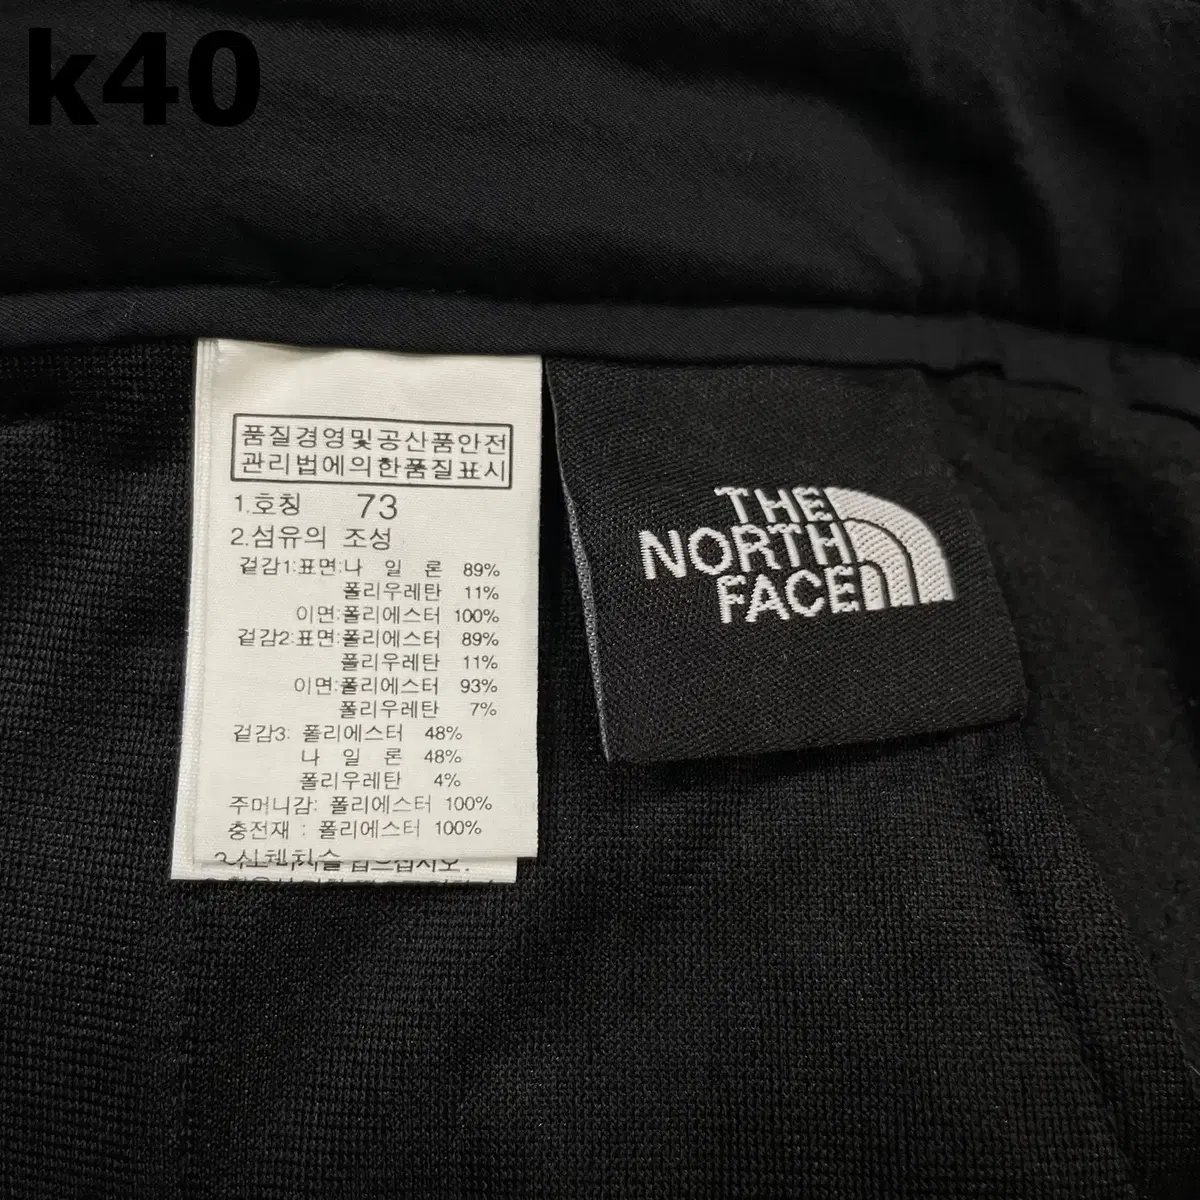 k40
품질경영및공산품안전
관리법에의한품질표시
1.호칭 73
2.섬유의 조성
겉감1:표면:나 일 론 89%
폴리우레탄 11%
이면:폴리에스터 100%
겉감2:표면:폴리에스터 89%
폴리우레탄 11%
이면:폴리에스터 93%
폴리우레탄 7%
겉감3: 폴리에스터 48%
나 일 론 48%
폴리우레탄 4%
주머니감: 폴리에스터 100%
충전재 : 폴리에스터 100%
THE
NORTH
FACE